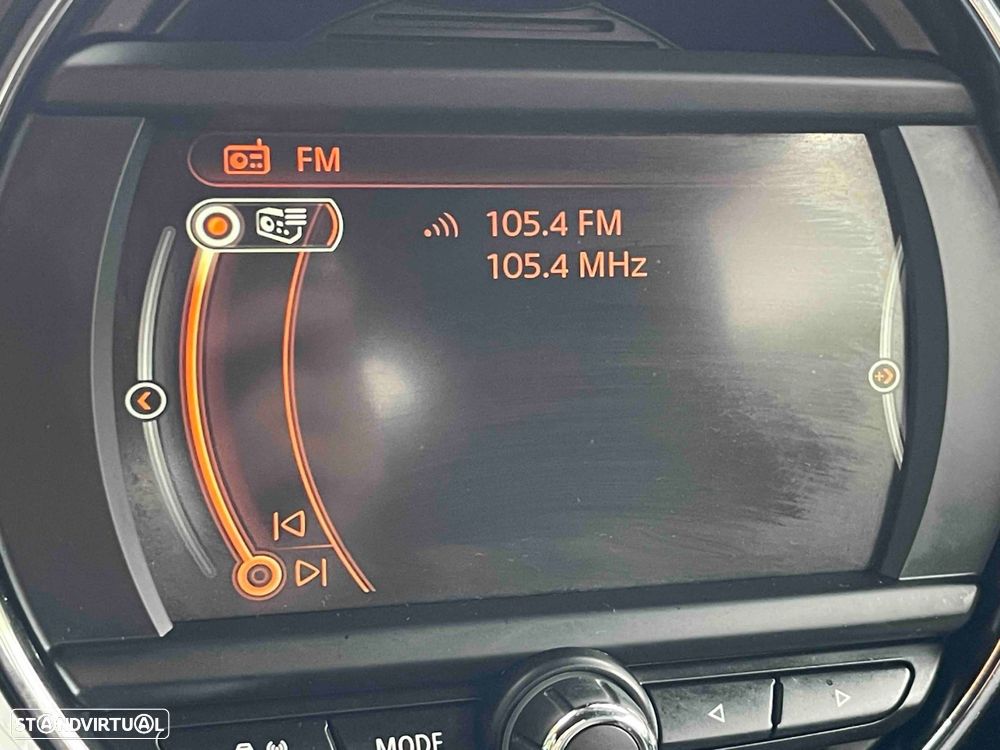 FM
105.4 FM
105.4 MHz
MODE
STANDVIRTUAL